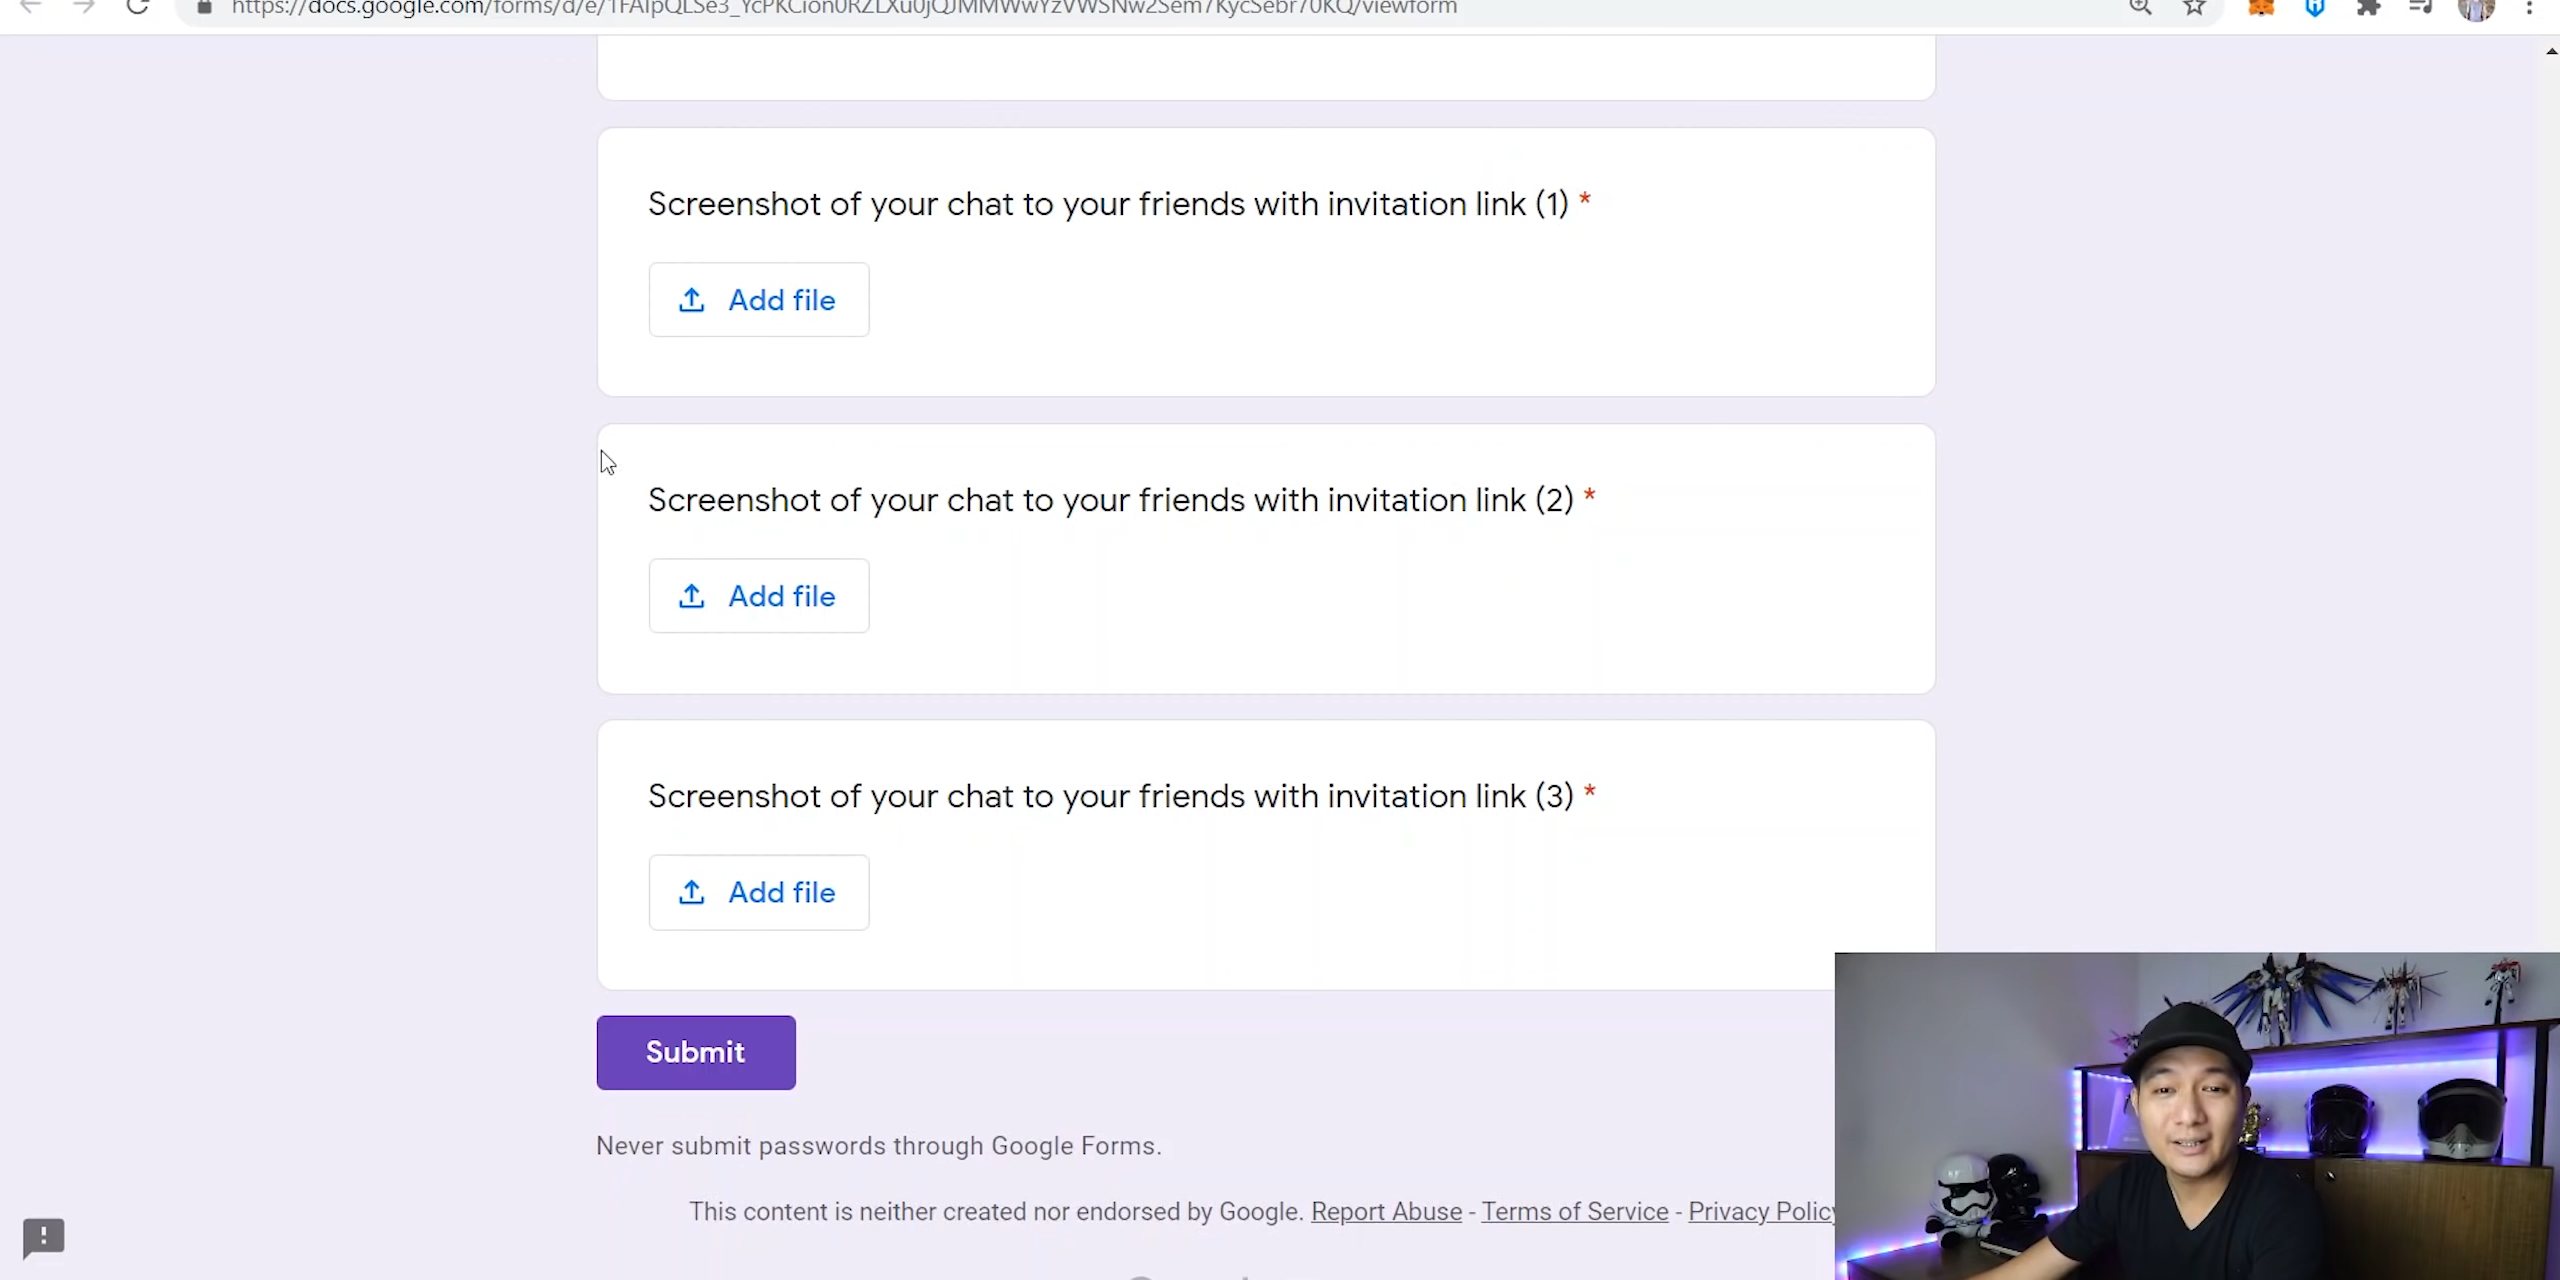 Screenshot of your chat to your friends with invitation link (1) *
Add file
Screenshot of your chat to your friends with invitation link (2) *
Add file
Screenshot of your chat to your friends with invitation link (3) *
Add file
Submit
Never submit passwords through Google Forms.
This content is neither created nor endorsed by Google. Report Abuse - Terms of Service - Privacy Policy